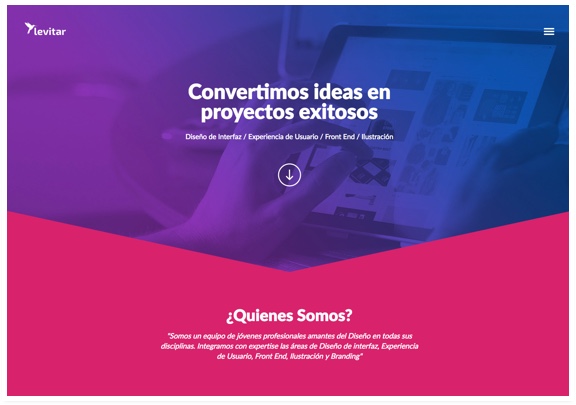 levitar
Convertimos ideas en
proyectos exitosos
Diseño de Interfaz / Experiencia de Usuario / Front End / Ilustración
¿Quienes Somos?
"Somos un equipo de jóvenes profesionales amantes del Diseño en todas sus
disciplinas. Integramos con expertise las áreas de Diseño de interfaz, Experiencia
de Usuario, Front End, Ilustración y Branding"